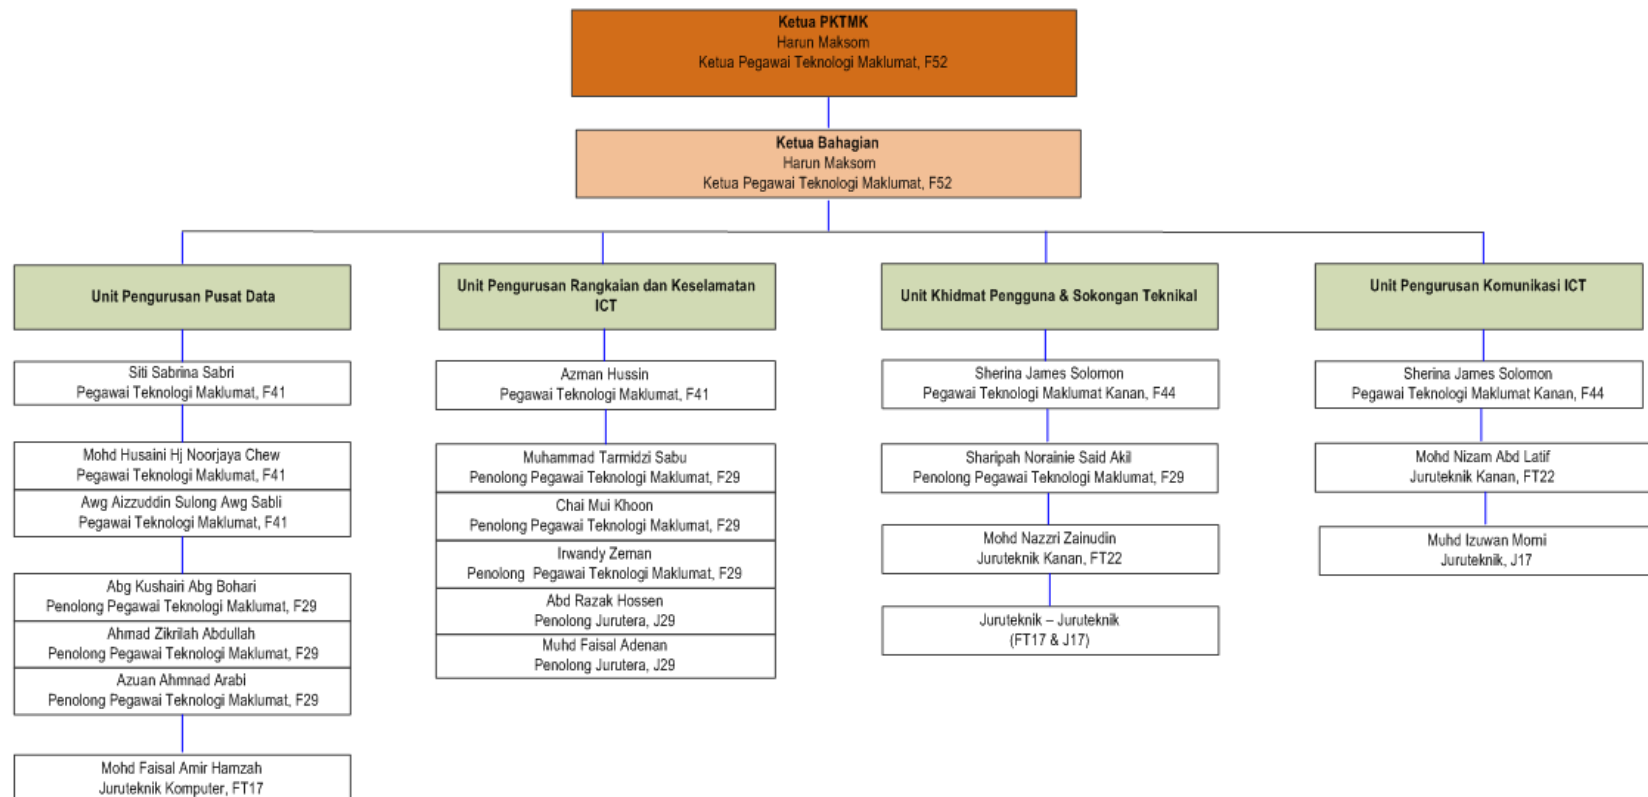 Ketua PKTMK
Harun Maksom
Ketua Pegawai Teknologi Maklumat, F52
Ketua Bahagian
Harun Maksom
Ketua Pegawai Teknologi Maklumat, F52
Unit Pengurusan Pusat Data
Siti Sabrina Sabri
Pegawai Teknologi Maklumat, F41
Mohd Husaini Hj Noorjaya Chew
Pegawai Teknologi Maklumat, F41
Awg Aizzuddin Sulong Awg Sabli
Pegawai Teknologi Maklumat, F41
Abg Kushairi Abg Bohari
Penolong Pegawai Teknologi Maklumat, F29
Ahmad Zikrilah Abdullah
Penolong Pegawai Teknologi Maklumat, F29
Azuan Ahmnad Arabi
Penolong Pegawai Teknologi Maklumat, F29
Mohd Faisal Amir Hamzah
Juruteknik Komputer, FT17
Unit Pengurusan Rangkaian dan Keselamatan
ICT
Azman Hussin
Pegawai Teknologi Maklumat, F41
Muhammad Tarmidzi Sabu
Penolong Pegawai Teknologi Maklumat, F29
Chai Mui Khoon
Penolong Pegawai Teknologi Maklumat, F29
Irwandy Zeman
Penolong Pegawai Teknologi Maklumat, F29
Abd Razak Hossen
Penolong Jurutera, J29
Muhd Faisal Adenan
Penolong Jurutera, J29
Unit Khidmat Pengguna & Sokongan Teknikal
Sherina James Solomon
Pegawai Teknologi Maklumat Kanan, F44
Sharipah Norainie Said Akil
Penolong Pegawai Teknologi Maklumat, F29
Mohd Nazzri Zainudin
Juruteknik Kanan, FT22
Juruteknik – Juruteknik
(FT17 & J17)
Unit Pengurusan Komunikasi ICT
Sherina James Solomon
Pegawai Teknologi Maklumat Kanan, F44
Mohd Nizam Abd Latif
Juruteknik Kanan, FT22
Muhd Izuwan Momi
Juruteknik, J17